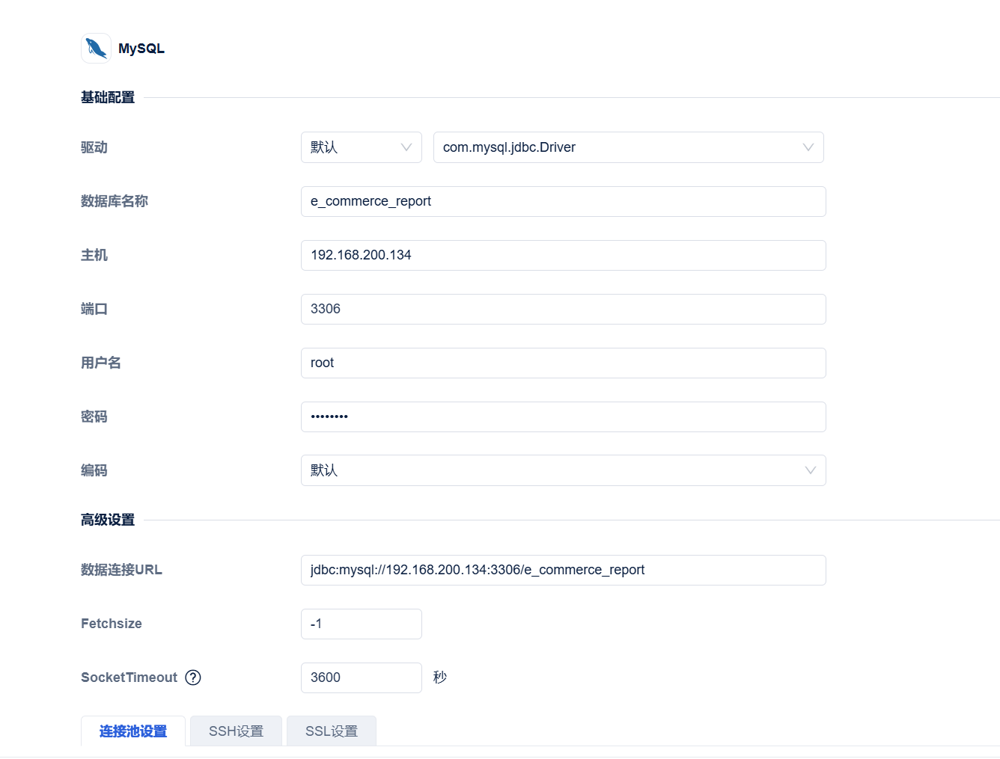 MySQL
基础配置
驱动 默认 com.mysql.jdbc.Driver
数据库名称 e_commerce_report
主机 192.168.200.134
端口 3306
用户名 root
密码 ••••••••
编码 默认
高级设置
数据连接URL jdbc:mysql://192.168.200.134:3306/e_commerce_report
Fetchsize -1
SocketTimeout ? 3600 秒
连接池设置 SSH设置 SSL设置